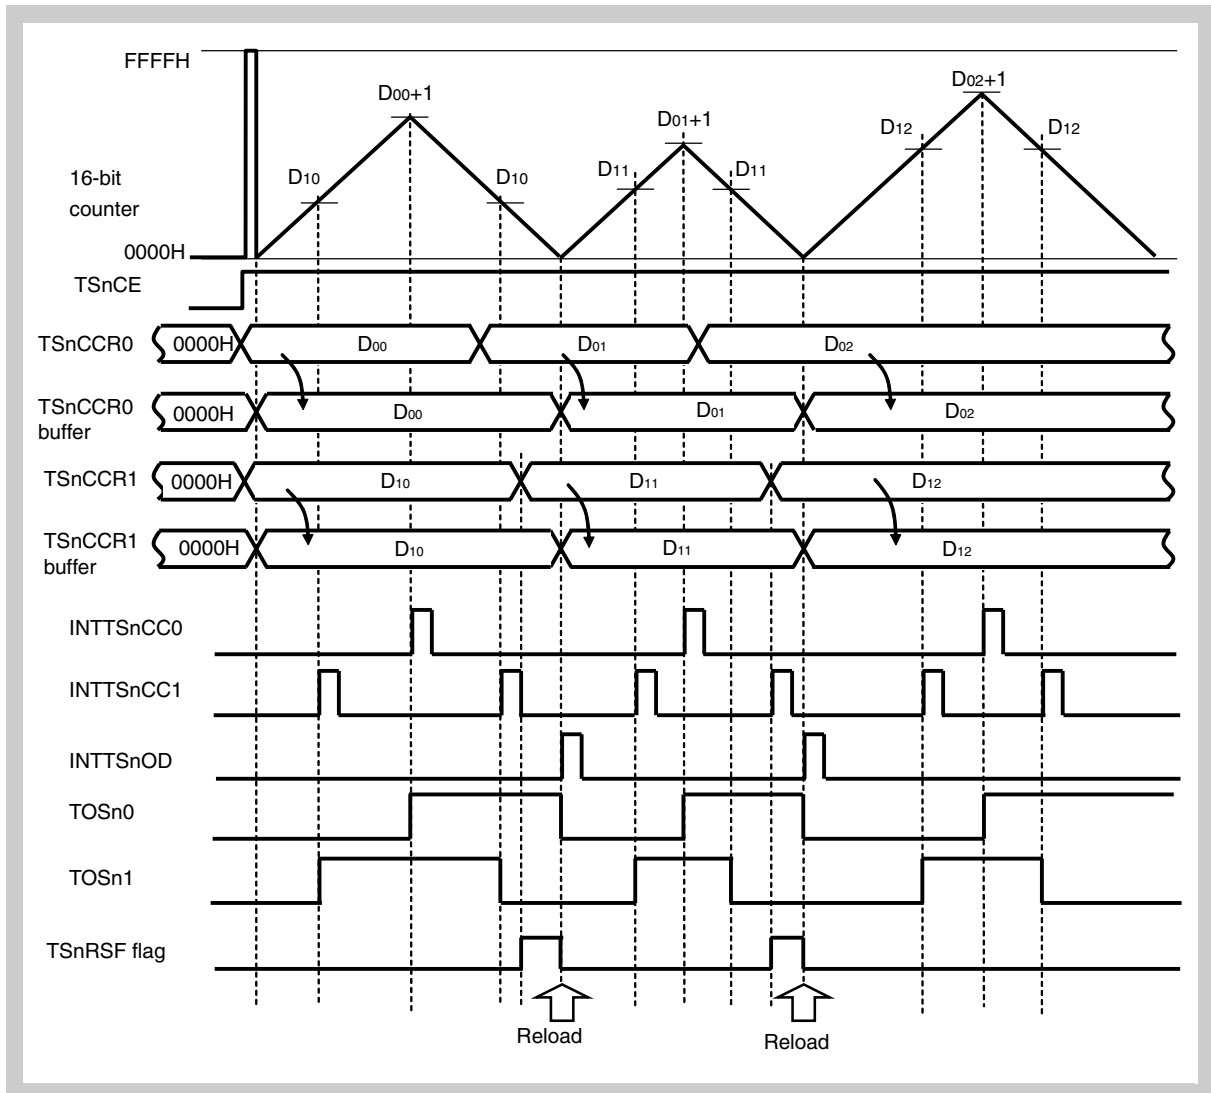 FFFFH
D00+1
D01+1
D02+1
D12
D12
16-bit
counter
D10
D10
D11
D11
0000H
TSnCE
TSnCCR0
0000H
D00
D01
D02
TSnCCR0
buffer
0000H
D00
D01
D02
TSnCCR1
0000H
D10
D11
D12
TSnCCR1
buffer
0000H
D10
D11
D12
INTTSnCC0
INTTSnCC1
INTTSnOD
TOSn0
TOSn1
TSnRSF flag
Reload
Reload